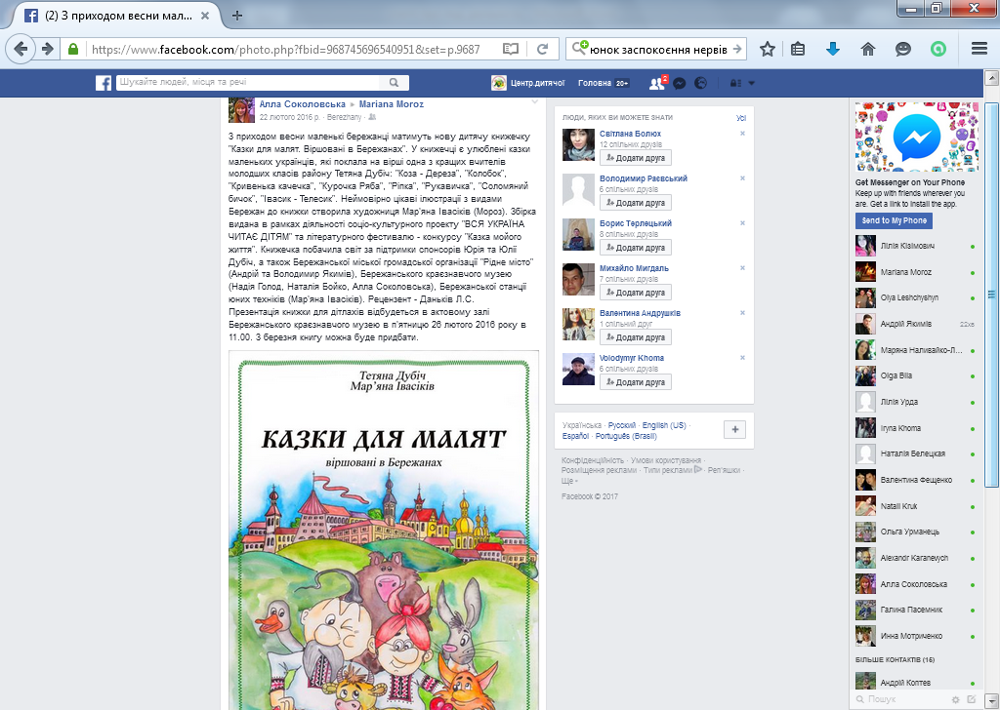 (2) З приходом весни мал...
https://www.facebook.com/photo.php?fbid=968745696540951&set=p.9687
юнок заспокоєння нервів
Шукайте людей, місця та речі
Центр.дитячої
Головна 20+
2
Алла Соколовська ▸ Mariana Moroz
22 лютого 2016 р. · Berezhany ·
З приходом весни маленькі бережанці матимуть нову дитячу книжечку
"Казки для малят. Віршовані в Бережанах". У книжечці є улюблені казки
маленьких українців, які поклала на вірші одна з кращих вчителів
молодших класів району Тетяна Дубіч: "Коза - Дереза", "Колобок",
"Кривенька качечка", "Курочка Ряба", "Ріпка", "Рукавичка", "Соломяний
бичок", "Івасик - Телесик". Неймовірно цікаві ілюстрації з видами
Бережан до книжки створила художниця Мар'яна Івасіків (Мороз). Збірка
видана в рамках діяльності соціо-культурного проекту "ВСЯ УКРАЇНА
ЧИТАЄ ДІТЯМ" та літературного фестивалю - конкурсу "Казка мойого
життя". Книжечка побачила світ за підтримки спонсорів Юрія та Юлії
Дубіч, а також Бережанської міської громадської організації "Рідне місто"
(Андрій та Володимир Якимів), Бережанського краєзнавчого музею
(Надія Голод, Наталія Бойко, Алла Соколовська), Бережанської станції
юних техніків (Мар'яна Івасіків). Рецензент - Даньків Л.С.
Презентація книжки для дітлахів відбудеться в актовому залі
Бережанського краєзнавчого музею в п'ятницю 26 лютого 2016 року в
11.00. З березня книгу можна буде придбати.
Тетяна Дубіч
Мар'яна Івасіків
КАЗКИ ДЛЯ МАЛЯТ
віршовані в Бережанах
ЛЮДИ, ЯКИХ ВИ МОЖЕТЕ ЗНАТИ
Усі
Світлана Болюх
12 спільних друзів
Додати друга
Володимир Раєвський
6 спільних друзів
Додати друга
Борис Терлецький
8 спільних друзів
Додати друга
Михайло Мигдаль
7 спільних друзів
Додати друга
Валентина Андрушків
1 спільний друг
Додати друга
Volodymyr Khoma
6 спільних друзів
Додати друга
Українська · Русский · English (US) ·
Español · Português (Brasil)
Конфіденційність · Умови користування ·
Розміщення реклами · Типи реклами · Реп'яшки ·
Ще
Facebook © 2017
Get Messenger on Your Phone
Keep up with friends wherever you
are. Get a link to install the app.
Send to My Phone
Лілія Кізімович
Mariana Moroz
Olya Leshchyshyn
Андрій Якимів 22хв
Маряна Наливайко-Л...
Olga Bila
Лілія Урда
Iryna Khoma
Наталія Белецкая
Валентина Фещенко
Natali Kruk
Ольга Урманець
Alexandr Karanevych
Алла Соколовська
Галина Пасемник
Инна Мотриченко
БІЛЬШЕ КОНТАКТІВ (16)
Андрій Коптев
Пошук